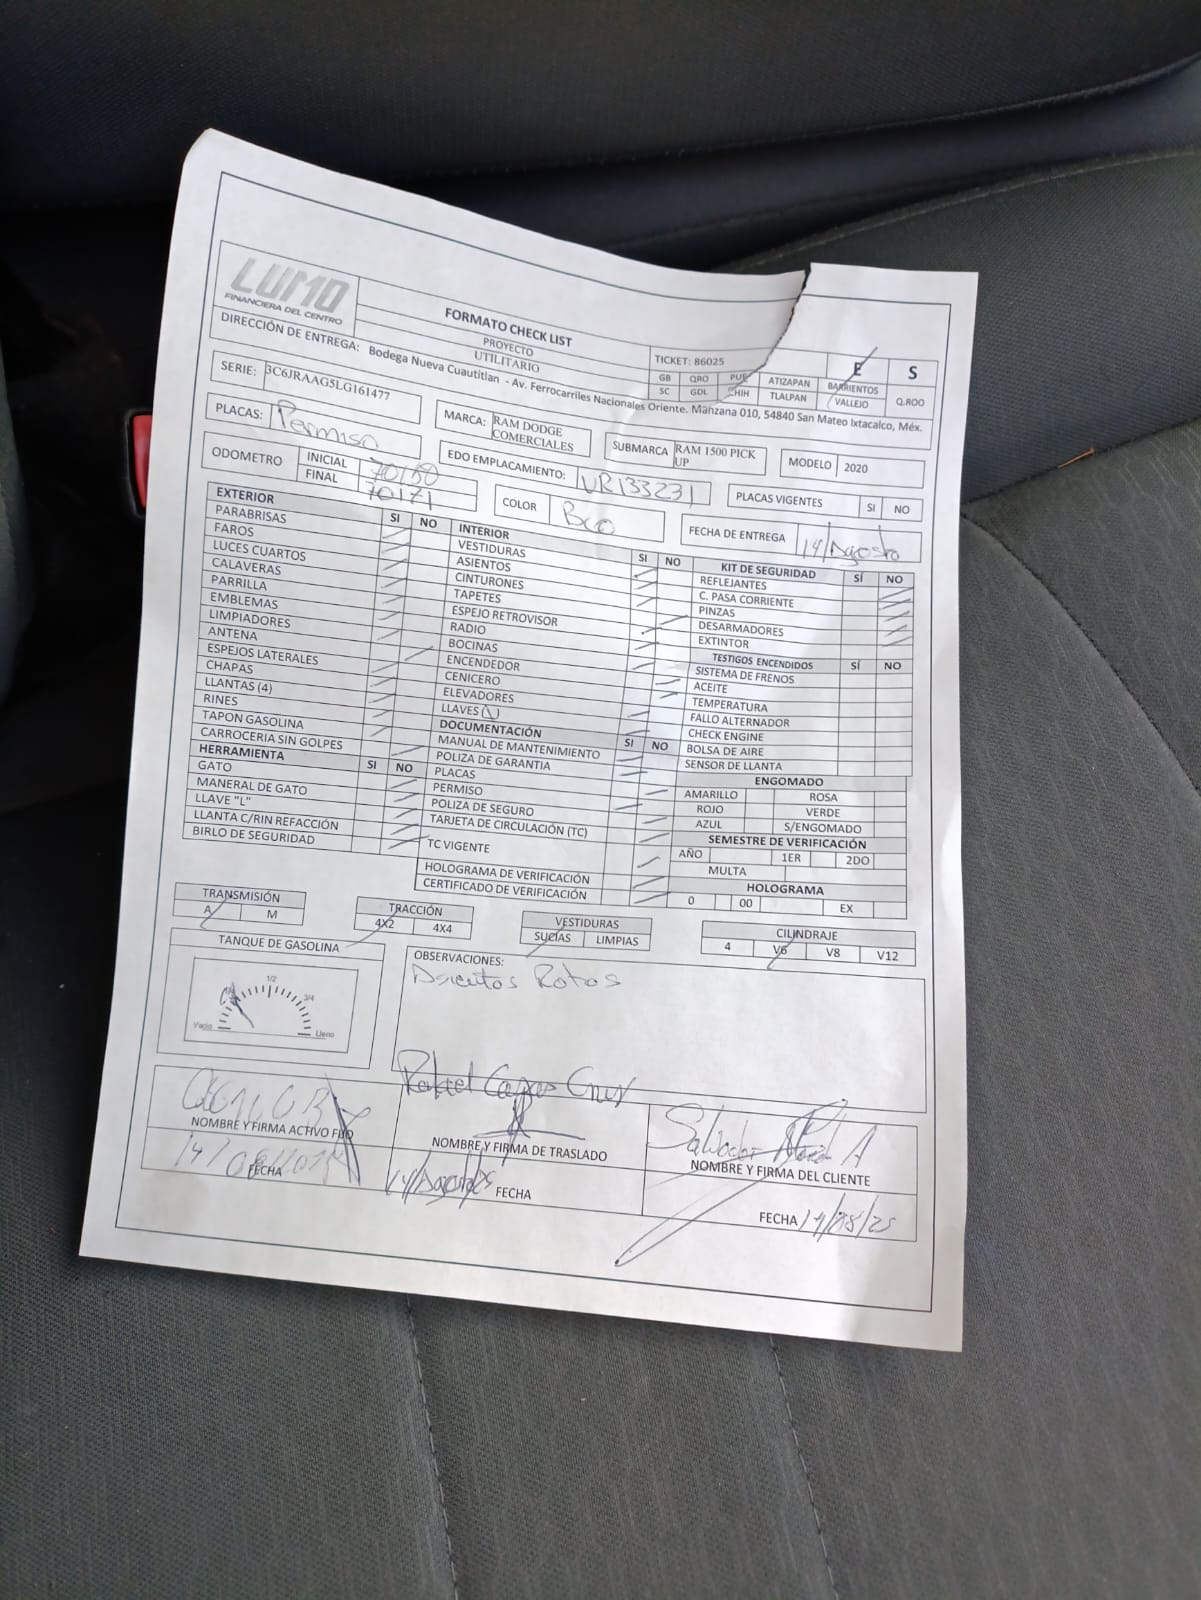 LUMO
FINANCIERA DEL CENTRO
FORMATO CHECK LIST
PROYECTO
UTILITARIO
TICKET: 86025
E S
GB QRO PUE ATIZAPAN BARRIENTOS Q.ROO
SC GDL CHIH TLALPAN VALLEJO
DIRECCIÓN DE ENTREGA: Bodega Nueva Cuautitlan - Av. Ferrocarriles Nacionales Oriente. Manzana 010, 54840 San Mateo Ixtacalco, Méx.
SERIE: 3C6JRAAG5LG161477
MARCA: RAM DODGE COMERCIALES
SUBMARCA RAM 1500 PICK UP
MODELO 2020
PLACAS: Permiso
EDO EMPLACAMIENTO: UR133231
PLACAS VIGENTES SI NO
ODOMETRO INICIAL 70150
FINAL 70171
COLOR Bco
FECHA DE ENTREGA 14/Agosto
EXTERIOR SI NO
PARABRISAS
FAROS
LUCES CUARTOS
CALAVERAS
PARRILLA
EMBLEMAS
LIMPIADORES
ANTENA
ESPEJOS LATERALES
CHAPAS
LLANTAS (4)
RINES
TAPON GASOLINA
CARROCERIA SIN GOLPES
HERRAMIENTA SI NO
GATO
MANERAL DE GATO
LLAVE "L"
LLANTA C/RIN REFACCIÓN
BIRLO DE SEGURIDAD
INTERIOR SI NO
VESTIDURAS
ASIENTOS
CINTURONES
TAPETES
ESPEJO RETROVISOR
RADIO
BOCINAS
ENCENDEDOR
CENICERO
ELEVADORES
LLAVES (1)
DOCUMENTACIÓN SI NO
MANUAL DE MANTENIMIENTO
POLIZA DE GARANTIA
PLACAS
PERMISO
POLIZA DE SEGURO
TARJETA DE CIRCULACIÓN (TC)
TC VIGENTE
HOLOGRAMA DE VERIFICACIÓN
CERTIFICADO DE VERIFICACIÓN
KIT DE SEGURIDAD SÍ NO
REFLEJANTES
C. PASA CORRIENTE
PINZAS
DESARMADORES
EXTINTOR
TESTIGOS ENCENDIDOS SÍ NO
SISTEMA DE FRENOS
ACEITE
TEMPERATURA
FALLO ALTERNADOR
CHECK ENGINE
BOLSA DE AIRE
SENSOR DE LLANTA
ENGOMADO
AMARILLO ROSA
ROJO VERDE
AZUL S/ENGOMADO
SEMESTRE DE VERIFICACIÓN
AÑO 1ER 2DO
MULTA
HOLOGRAMA
0 00 EX
TRANSMISIÓN
A M
TRACCIÓN
4X2 4X4
VESTIDURAS
SUCIAS LIMPIAS
CILINDRAJE
4 V6 V8 V12
TANQUE DE GASOLINA
1/2
3/4
Vacio Lleno
OBSERVACIONES:
Asientos Rotos
Rafael Cruz
NOMBRE Y FIRMA ACTIVO FIJO
NOMBRE Y FIRMA DE TRASLADO
Salvador A
NOMBRE Y FIRMA DEL CLIENTE
FECHA
14/Agosto/25 FECHA
FECHA 14/08/25